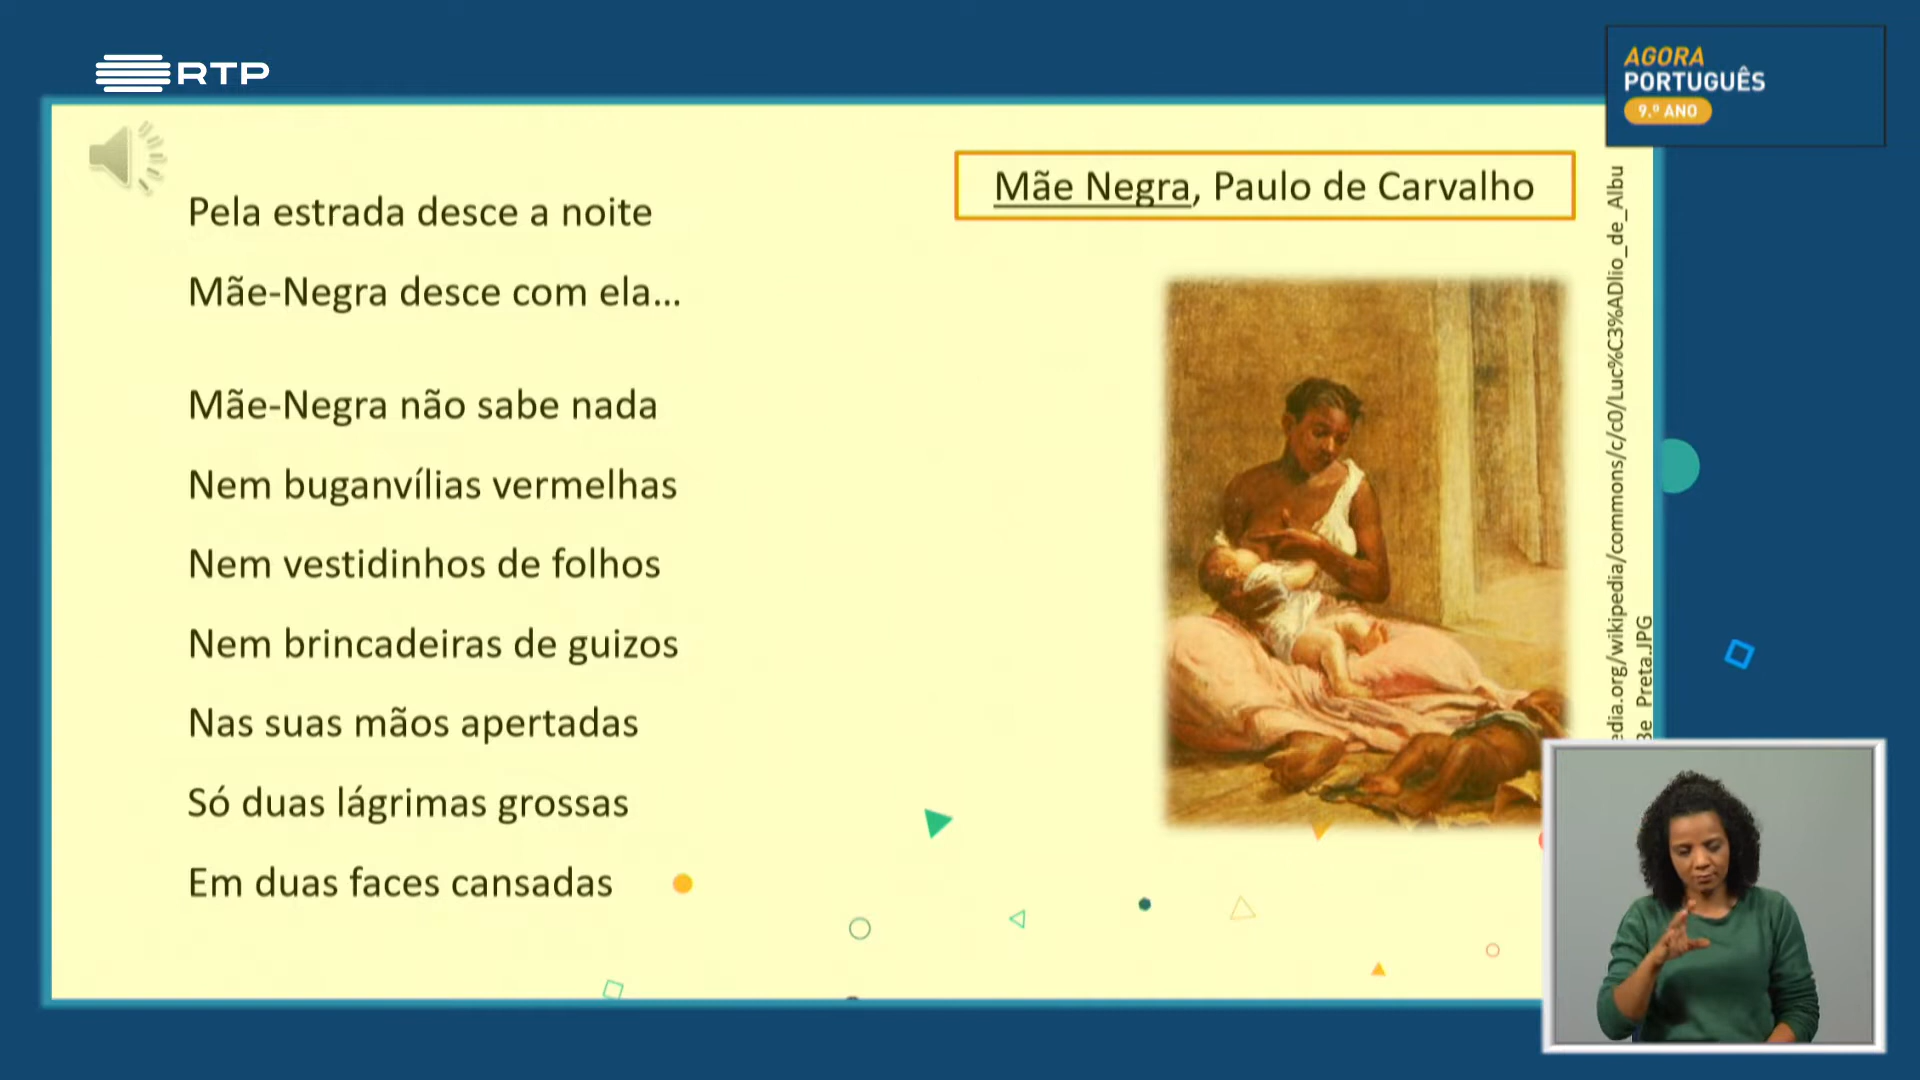 RTP
AGORA
PORTUGUÊS
9.º ANO
Mãe Negra, Paulo de Carvalho
Pela estrada desce a noite
Mãe-Negra desce com ela...
Mãe-Negra não sabe nada
Nem buganvílias vermelhas
Nem vestidinhos de folhos
Nem brincadeiras de guizos
Nas suas mãos apertadas
Só duas lágrimas grossas
Em duas faces cansadas
edia.org/wikipedia/commons/c/c0/Luc%C3%ADlio_de_Albu
Preta.JPG